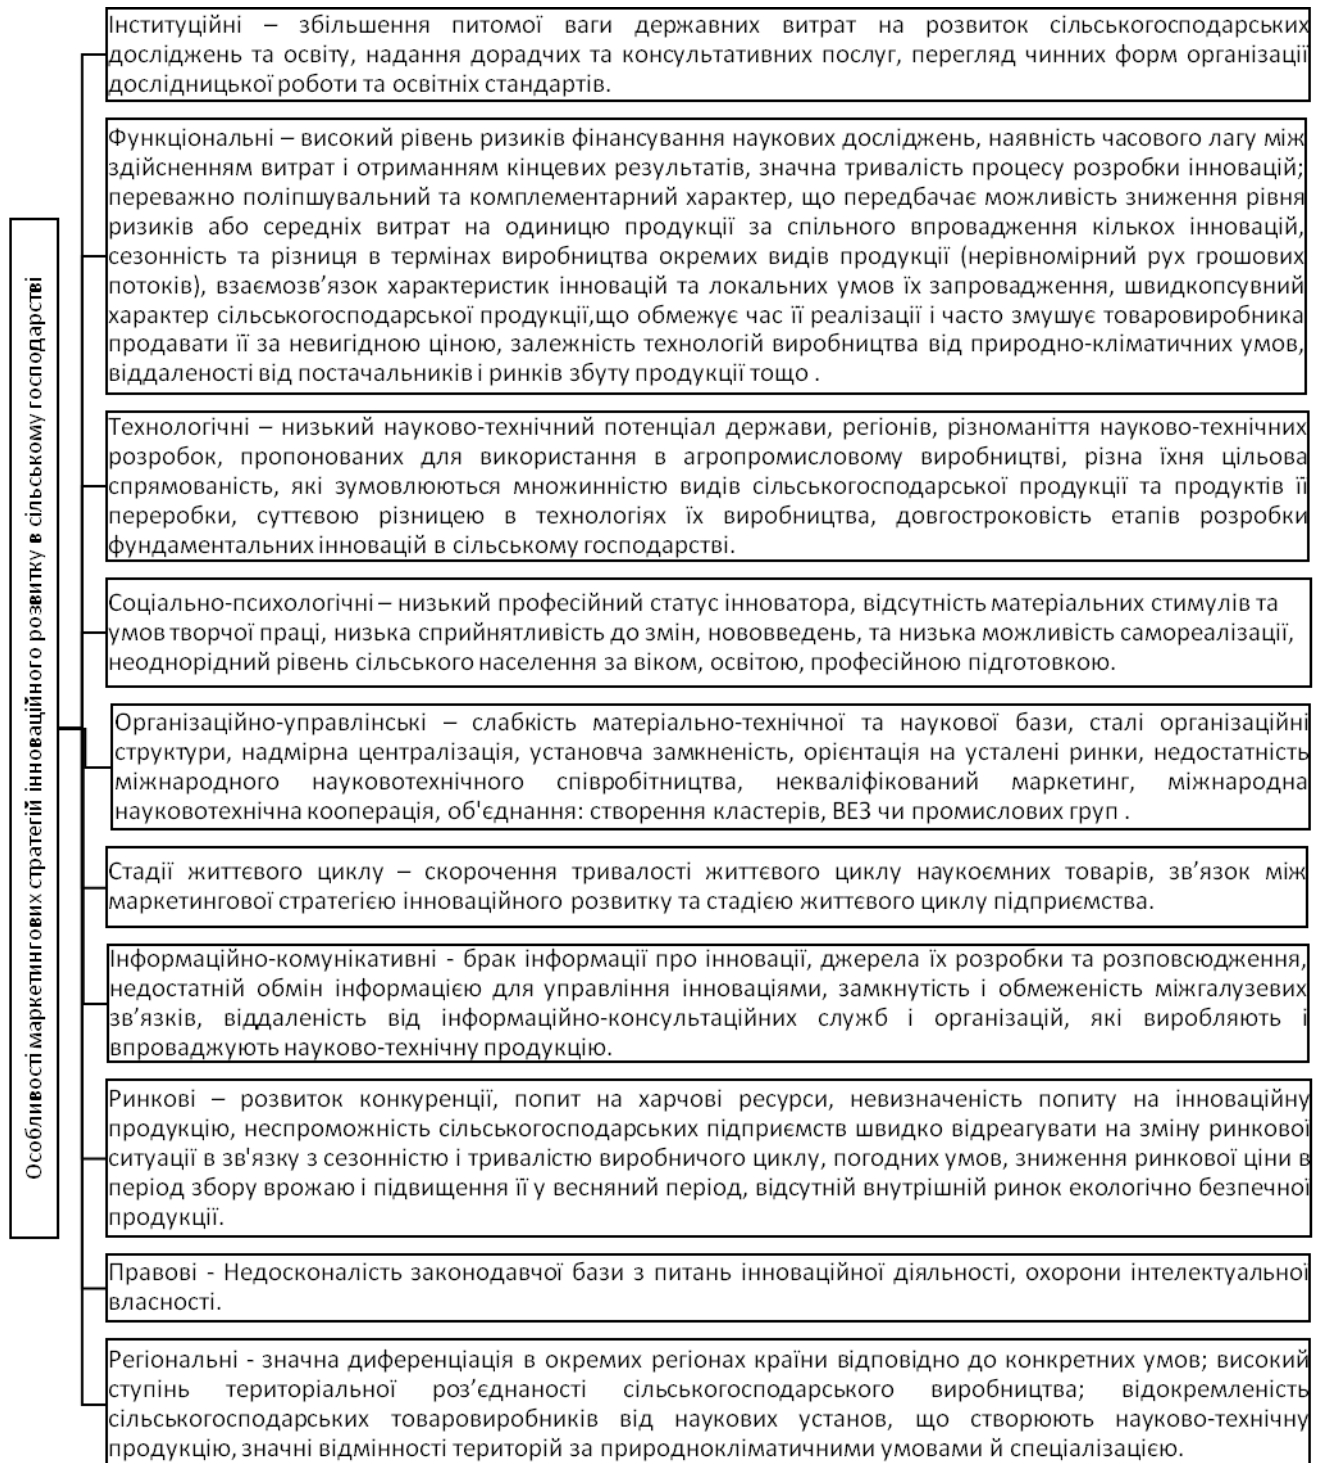 Особливості маркетингових стратегій інноваційного розвитку в сільському господарстві
Інституційні – збільшення питомої ваги державних витрат на розвиток сільськогосподарських
досліджень та освіту, надання дорадчих та консультативних послуг, перегляд чинних форм організації
дослідницької роботи та освітніх стандартів.
Функціональні – високий рівень ризиків фінансування наукових досліджень, наявність часового лагу між
здійсненням витрат і отриманням кінцевих результатів, значна тривалість процесу розробки інновацій;
переважно поліпшувальний та комплементарний характер, що передбачає можливість зниження рівня
ризиків або середніх витрат на одиницю продукції за спільного впровадження кількох інновацій,
сезонність та різниця в термінах виробництва окремих видів продукції (нерівномірний рух грошових
потоків), взаємозв’язок характеристик інновацій та локальних умов їх запровадження, швидкопсувний
характер сільськогосподарської продукції,що обмежує час її реалізації і часто змушує товаровиробника
продавати її за невигідною ціною, залежність технологій виробництва від природно-кліматичних умов,
віддаленості від постачальників і ринків збуту продукції тощо .
Технологічні – низький науково-технічний потенціал держави, регіонів, різноманіття науково-технічних
розробок, пропонованих для використання в агропромисловому виробництві, різна їхня цільова
спрямованість, які зумовлюються множинністю видів сільськогосподарської продукції та продуктів її
переробки, суттєвою різницею в технологіях їх виробництва, довгостроковість етапів розробки
фундаментальних інновацій в сільському господарстві.
Соціально-психологічні – низький професійний статус інноватора, відсутність матеріальних стимулів та
умов творчої праці, низька сприйнятливість до змін, нововведень, та низька можливість самореалізації,
неоднорідний рівень сільського населення за віком, освітою, професійною підготовкою.
Організаційно-управлінські – слабкість матеріально-технічної та наукової бази, сталі організаційні
структури, надмірна централізація, установча замкненість, орієнтація на усталені ринки, недостатність
міжнародного науковотехнічного співробітництва, некваліфікований маркетинг, міжнародна
науковотехнічна кооперація, об'єднання: створення кластерів, ВЕЗ чи промислових груп .
Стадії життєвого циклу – скорочення тривалості життєвого циклу наукоємних товарів, зв’язок між
маркетингової стратегією інноваційного розвитку та стадією життєвого циклу підприємства.
Інформаційно-комунікативні - брак інформації про інновації, джерела їх розробки та розповсюдження,
недостатній обмін інформацією для управління інноваціями, замкнутість і обмеженість міжгалузевих
зв’язків, віддаленість від інформаційно-консультаційних служб і організацій, які виробляють і
впроваджують науково-технічну продукцію.
Ринкові – розвиток конкуренції, попит на харчові ресурси, невизначеність попиту на інноваційну
продукцію, неспроможність сільськогосподарських підприємств швидко відреагувати на зміну ринкової
ситуації в зв'язку з сезонністю і тривалістю виробничого циклу, погодних умов, зниження ринкової ціни в
період збору врожаю і підвищення її у весняний період, відсутній внутрішній ринок екологічно безпечної
продукції.
Правові - Недосконалість законодавчої бази з питань інноваційної діяльності, охорони інтелектуальної
власності.
Регіональні - значна диференціація в окремих регіонах країни відповідно до конкретних умов; високий
ступінь територіальної роз’єднаності сільськогосподарського виробництва; відокремленість
сільськогосподарських товаровиробників від наукових установ, що створюють науково-технічну
продукцію, значні відмінності територій за природнокліматичними умовами й спеціалізацією.